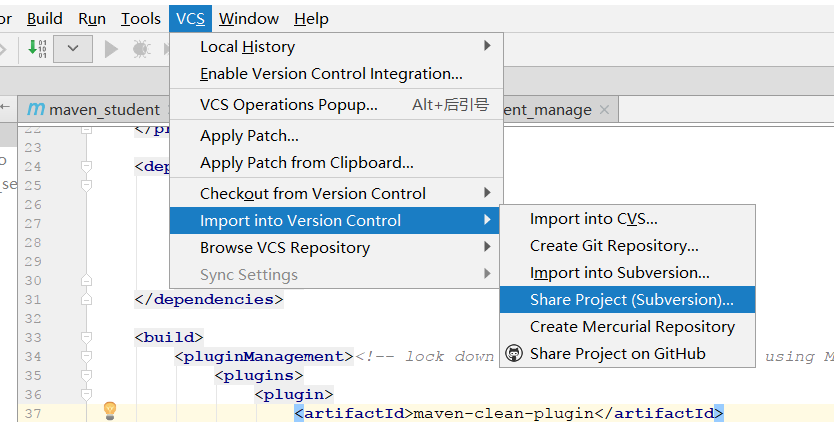 or Build Run Tools VCS Window Help
Local History
Enable Version Control Integration...
VCS Operations Popup... Alt+后引号
Apply Patch...
Apply Patch from Clipboard...
Checkout from Version Control
Import into Version Control
Browse VCS Repository
Sync Settings
Import into CVS...
Create Git Repository...
Import into Subversion...
Share Project (Subversion)...
Create Mercurial Repository
Share Project on GitHub
m maven_student ent_manage
22 </p
23
24 <dep
25
26
27
28
29
30
31 </dependencies>
32
33 <build>
34 <pluginManagement><!-- lock down using M
35 <plugins>
36 <plugin>
37 <artifactId>maven-clean-plugin</artifactId>